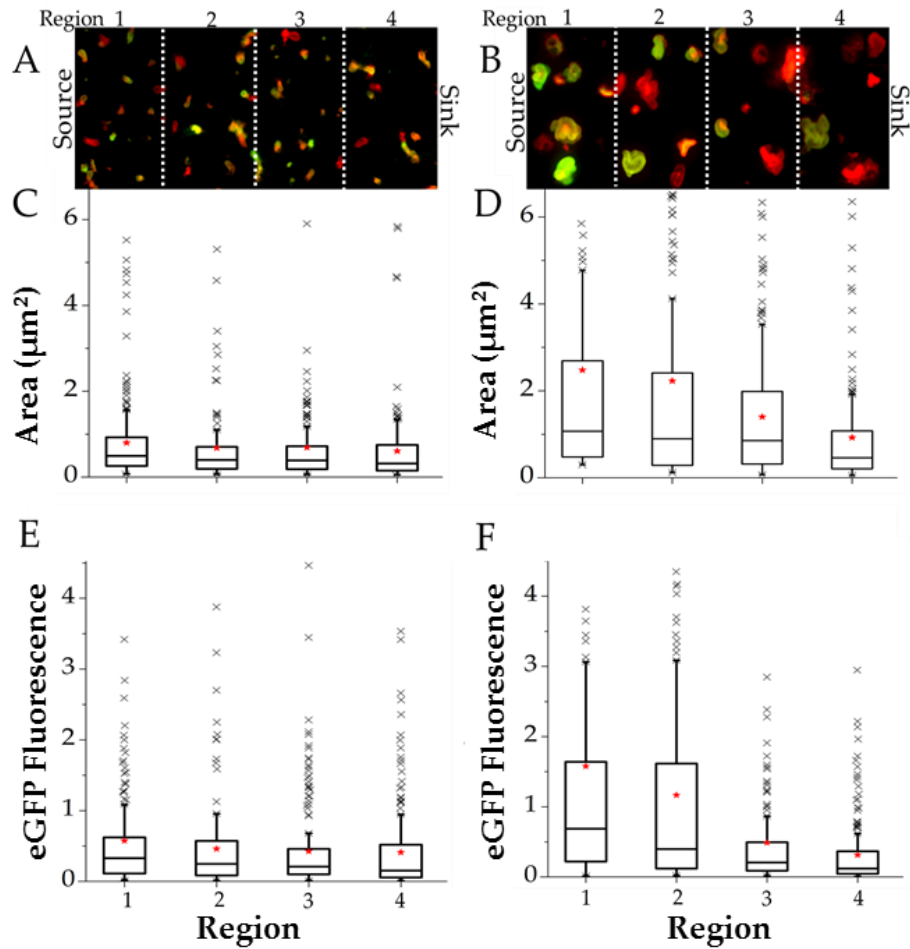 Region 1 2 3 4
A
Source
Sink
Region 1 2 3 4
B
Source
Sink
C
Area (µm²)
6
4
2
0
D
Area (µm²)
6
4
2
0
E
eGFP Fluorescence
4
3
2
1
0
1 2 3 4
Region
F
eGFP Fluorescence
4
3
2
1
0
1 2 3 4
Region